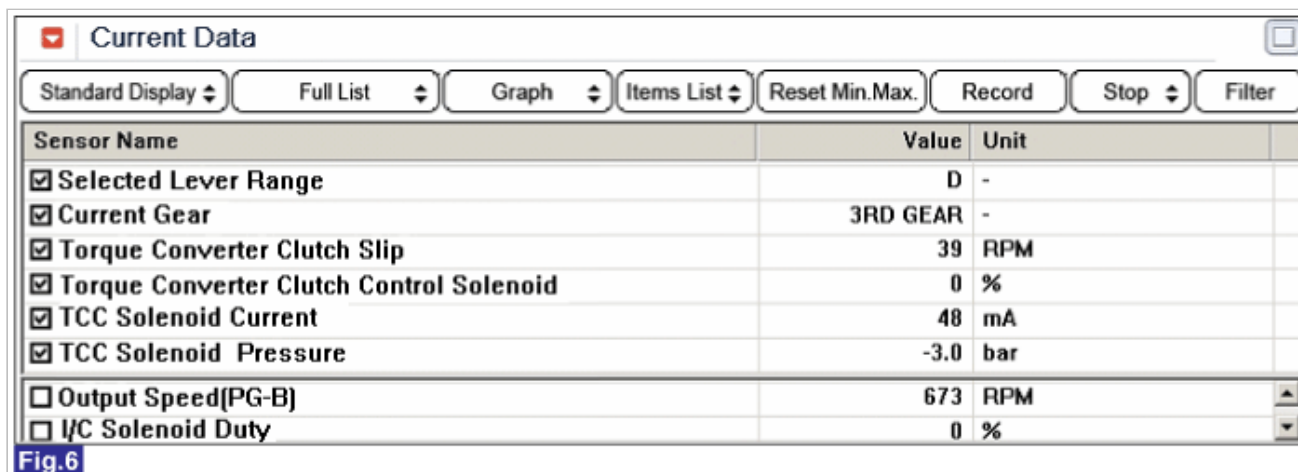 Current Data
Standard Display Full List Graph Items List Reset Min.Max. Record Stop Filter
Sensor Name Value Unit
Selected Lever Range D -
Current Gear 3RD GEAR -
Torque Converter Clutch Slip 39 RPM
Torque Converter Clutch Control Solenoid 0 %
TCC Solenoid Current 48 mA
TCC Solenoid Pressure -3.0 bar
Output Speed(PG-B) 673 RPM
I/C Solenoid Duty 0 %
Fig.6